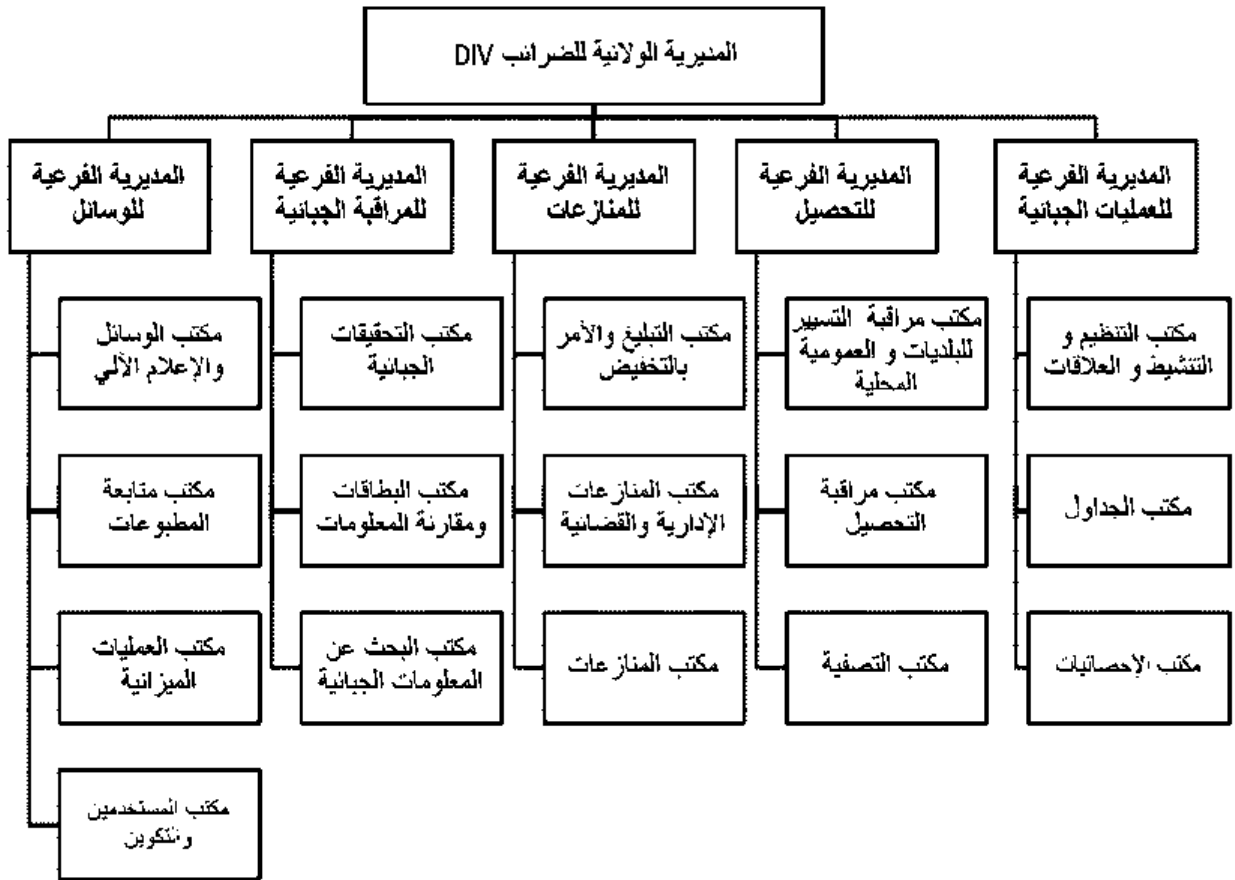 المديرية الولائية للضرائب DIV
المديرية الفرعية
للعمليات الجبائية
المديرية الفرعية
للتحصيل
المديرية الفرعية
للمنازعات
المديرية الفرعية
للمراقبة الجبائية
المديرية الفرعية
للوسائل
مكتب التنظيم و
التنشيط و العلاقات
مكتب الجداول
مكتب الإحصائيات
مكتب مراقبة التسيير
للبلديات و العمومية
المحلية
مكتب مراقبة
التحصيل
مكتب التصفية
مكتب التبليغ والأمر
بالتخفيض
مكتب المنازعات
الإدارية والقضائية
مكتب المنازعات
مكتب التحقيقات
الجبائية
مكتب البطاقات
ومقارنة المعلومات
مكتب البحث عن
المعلومات الجبائية
مكتب الوسائل
والإعلام الآلي
مكتب متابعة
المطبوعات
مكتب العمليات
الميزانية
مكتب المستخدمين
والتكوين